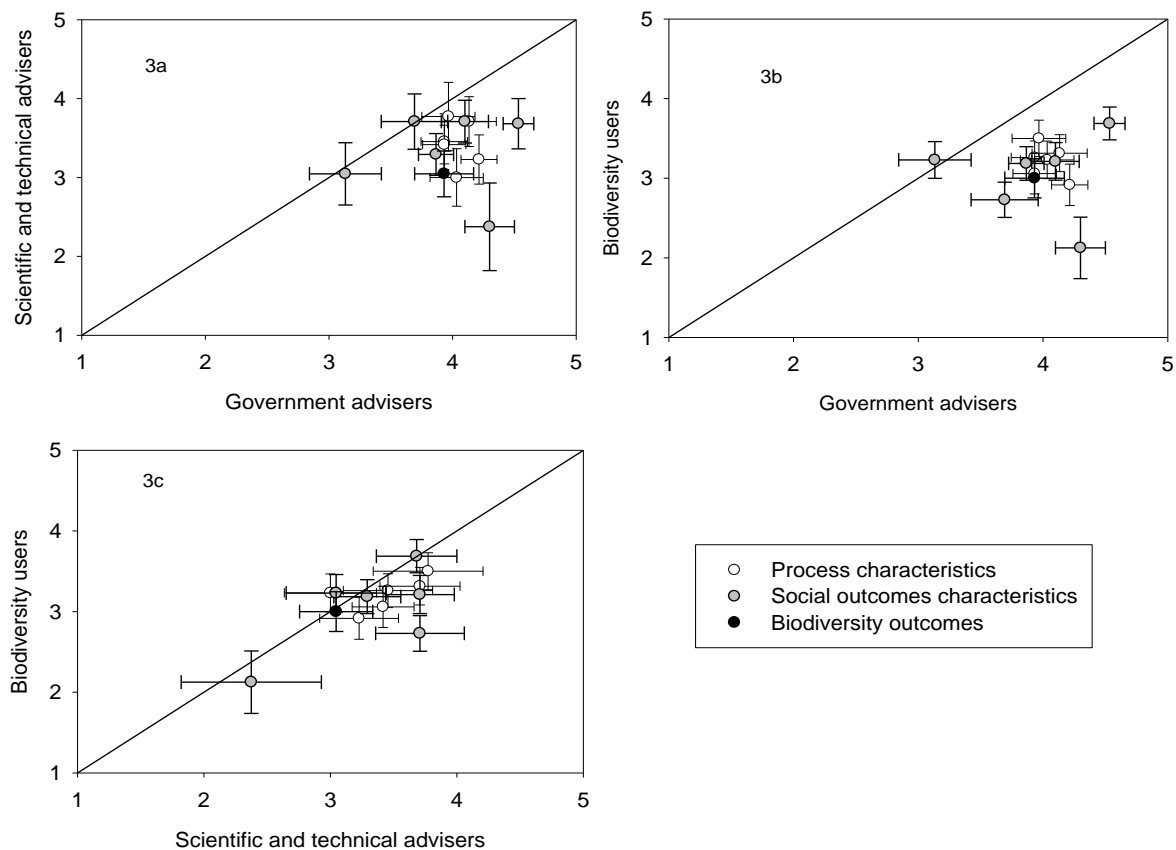 3a
Scientific and technical advisers
5
4
3
2
1
1 2 3 4 5
Government advisers
3b
Biodiversity users
5
4
3
2
1
1 2 3 4 5
Government advisers
3c
Biodiversity users
5
4
3
2
1
1 2 3 4 5
Scientific and technical advisers
Process characteristics
Social outcomes characteristics
Biodiversity outcomes